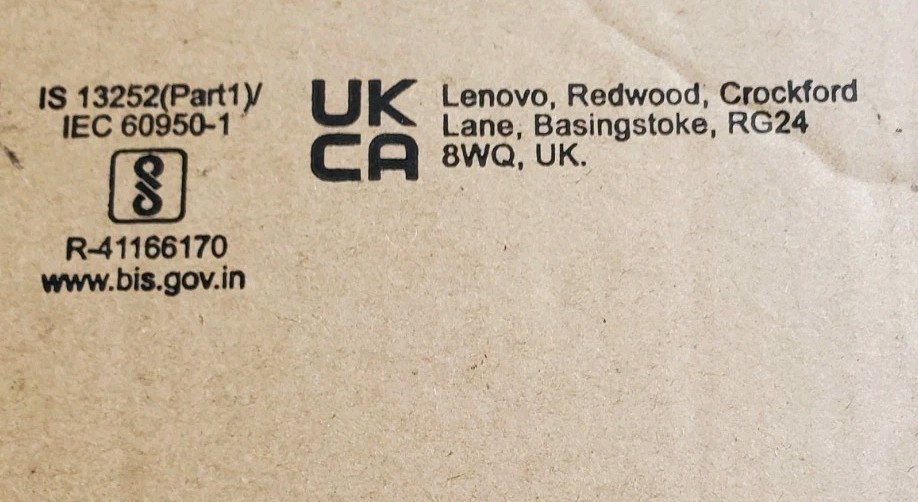 IS 13252(Part1)/
IEC 60950-1
R-41166170
www.bis.gov.in
UK
CA
Lenovo, Redwood, Crockford
Lane, Basingstoke, RG24
8WQ, UK.